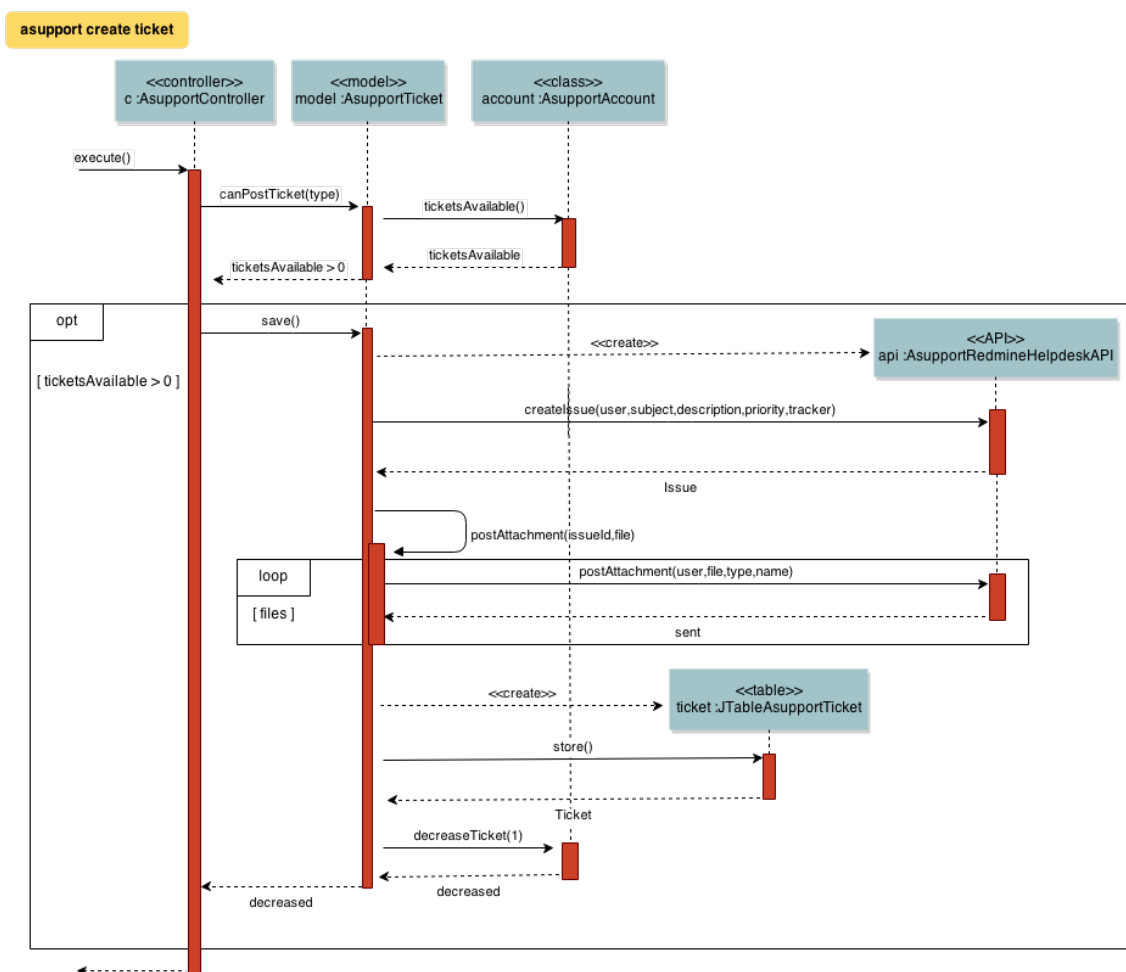 asupport create ticket
<<controller>>
c :AsupportController
<<model>>
model :AsupportTicket
<<class>>
account :AsupportAccount
execute()
canPostTicket(type)
ticketsAvailable()
ticketsAvailable
ticketsAvailable > 0
opt
save()
<<create>>
<<API>>
api :AsupportRedmineHelpdeskAPI
[ ticketsAvailable > 0 ]
createIssue(user,subject,description,priority,tracker)
Issue
postAttachment(issueId,file)
loop
postAttachment(user,file,type,name)
[ files ]
sent
<<create>>
<<table>>
ticket :JTableAsupportTicket
store()
Ticket
decreaseTicket(1)
decreased
decreased